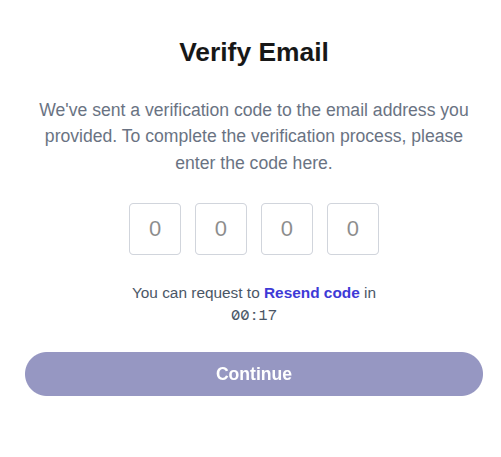 Verify Email
We've sent a verification code to the email address you
provided. To complete the verification process, please
enter the code here.
0 0 0 0
You can request to Resend code in
00:17
Continue